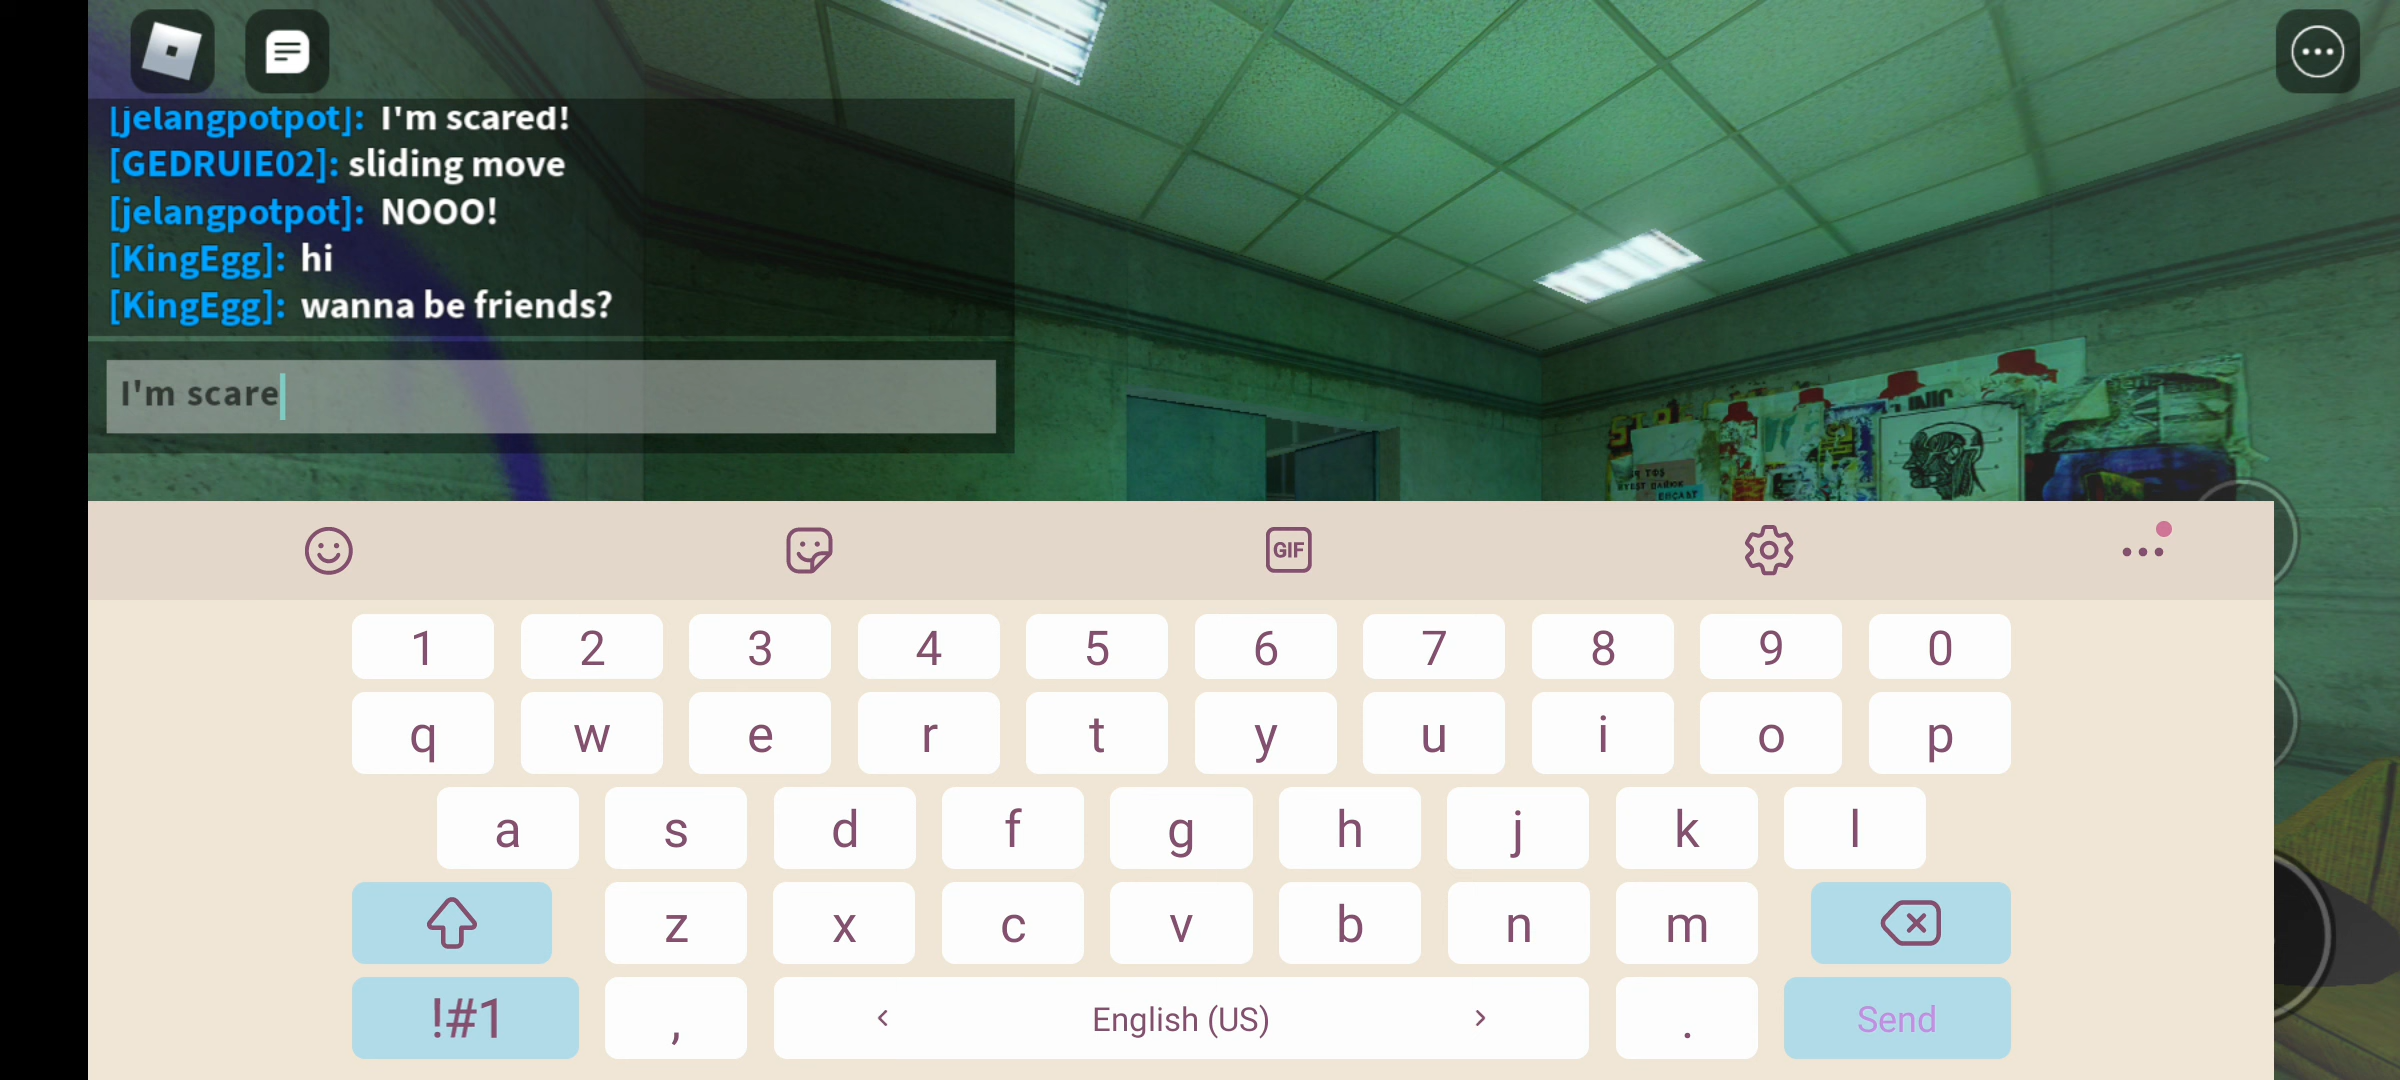 [jelangpotpot]: I'm scared!
[GEDRUIE02]: sliding move
[jelangpotpot]: NOOO!
[KingEgg]: hi
[KingEgg]: wanna be friends?
I'm scare
GIF
1 2 3 4 5 6 7 8 9 0
q w e r t y u i o p
a s d f g h j k l
z x c v b n m
!#1 , < English (US) > . Send